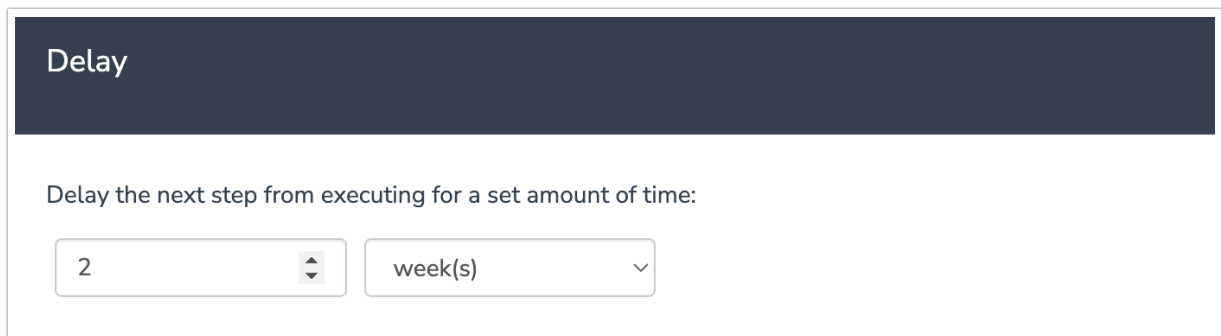 Delay
Delay the next step from executing for a set amount of time:
2 week(s)